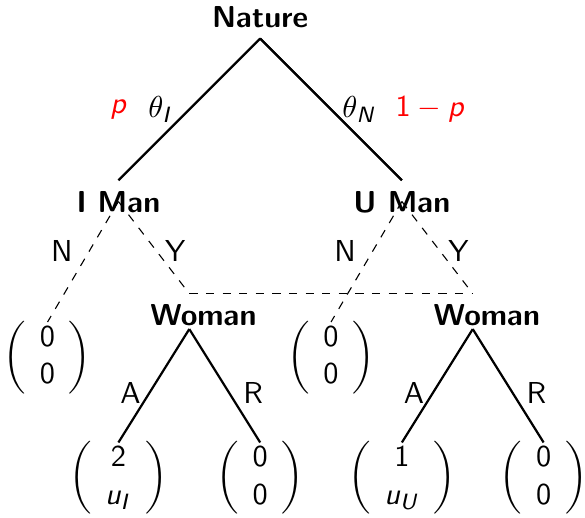 Nature
p θ_I θ_N 1 − p
I Man U Man
N Y N Y
Woman Woman
( 0 0 ) ( 0 0 )
A R A R
( 2 u_I ) ( 0 0 ) ( 1 u_U ) ( 0 0 )